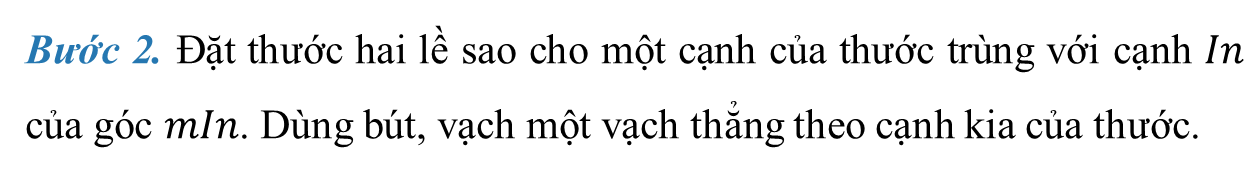 Bước 2. Đặt thước hai lề sao cho một cạnh của thước trùng với cạnh In
của góc mIn. Dùng bút, vạch một vạch thẳng theo cạnh kia của thước.